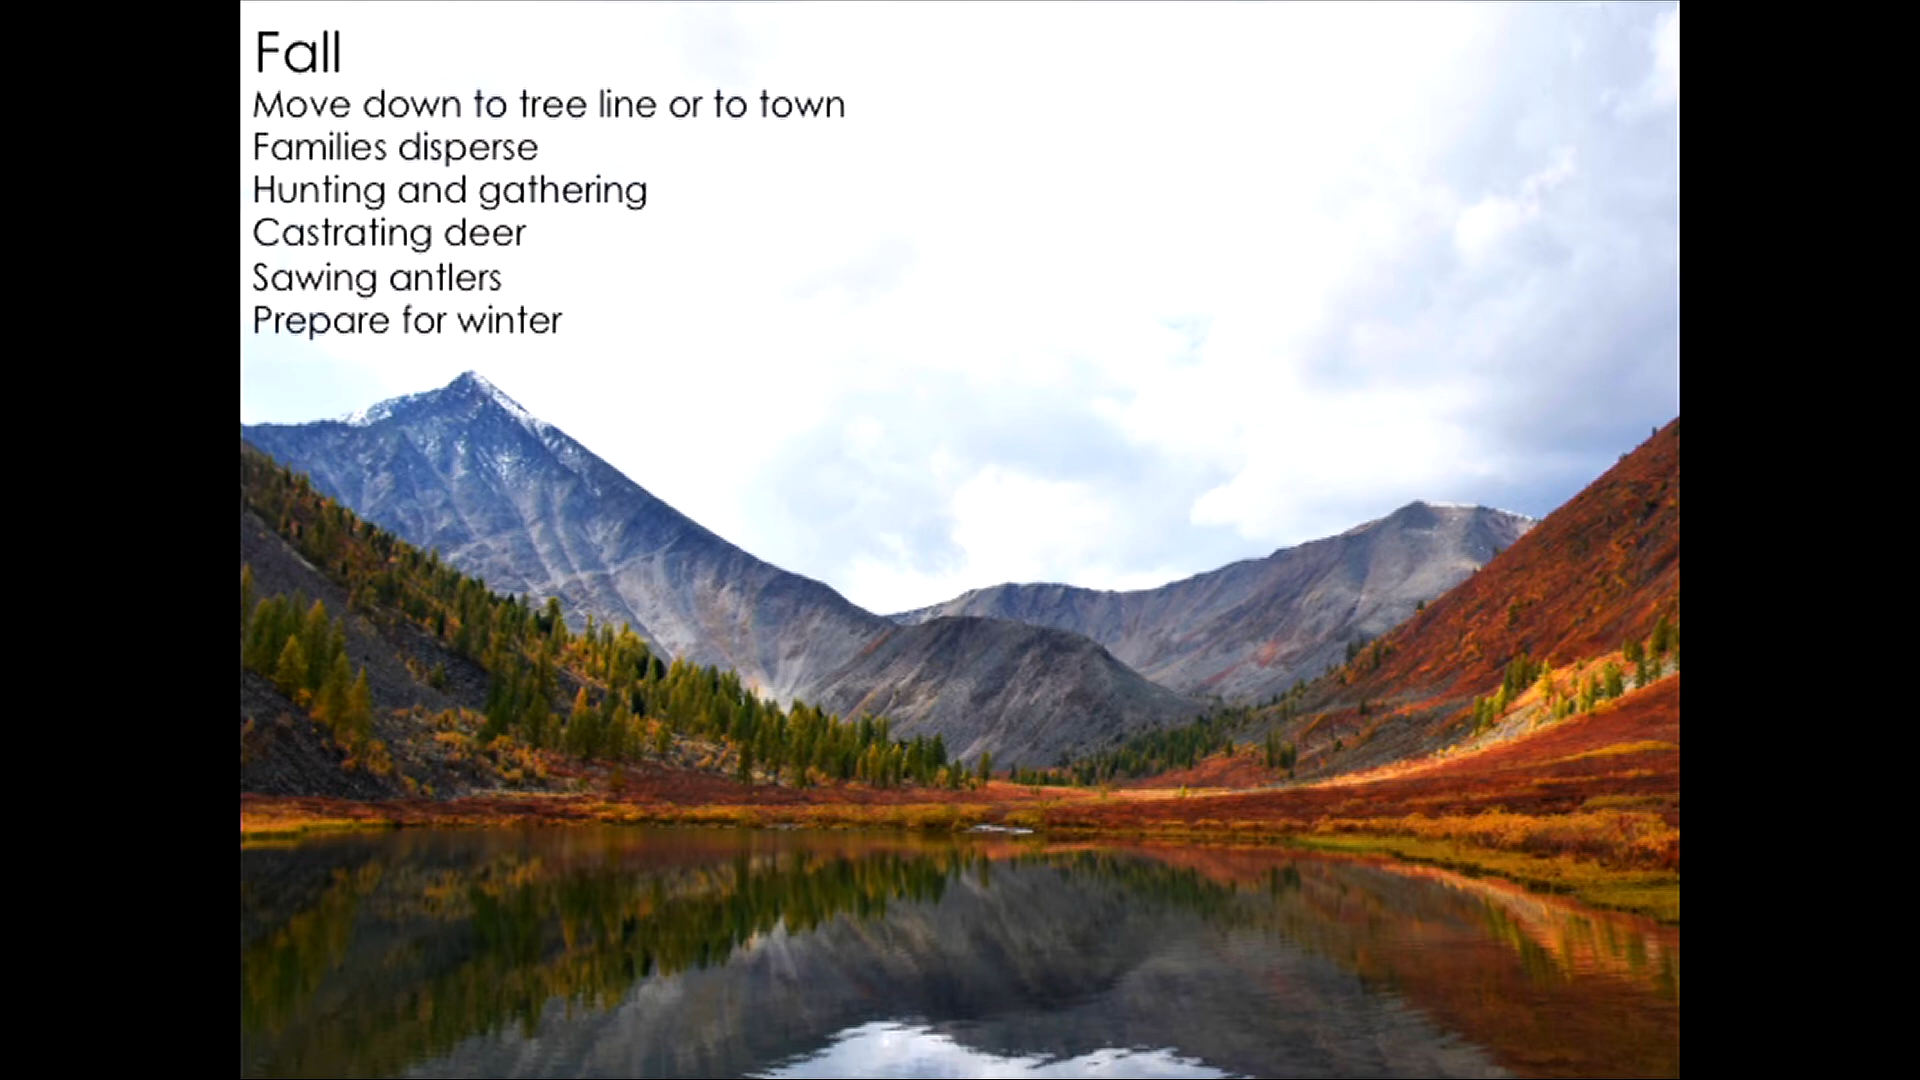 Fall
Move down to tree line or to town
Families disperse
Hunting and gathering
Castrating deer
Sawing antlers
Prepare for winter